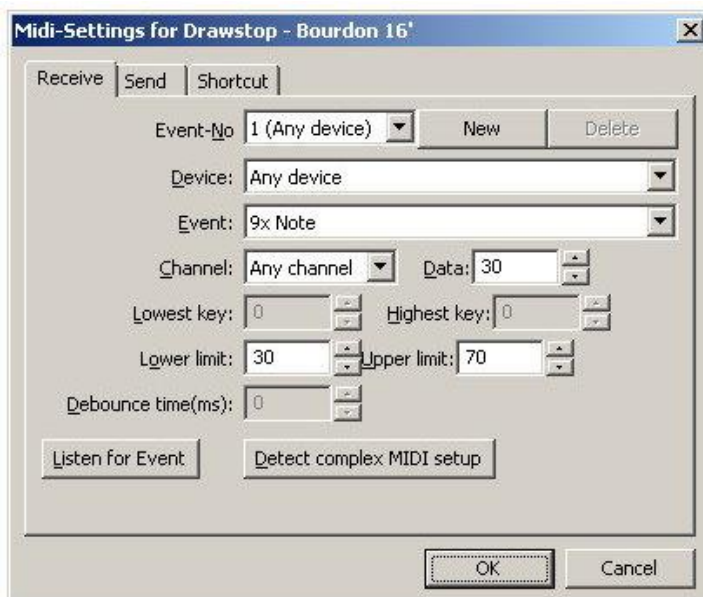 Midi-Settings for Drawstop - Bourdon 16'
Receive Send Shortcut
Event-No 1 (Any device) New Delete
Device: Any device
Event: 9x Note
Channel: Any channel Data: 30
Lowest key: 0 Highest key: 0
Lower limit: 30 Upper limit: 70
Debounce time(ms): 0
Listen for Event Detect complex MIDI setup
OK Cancel